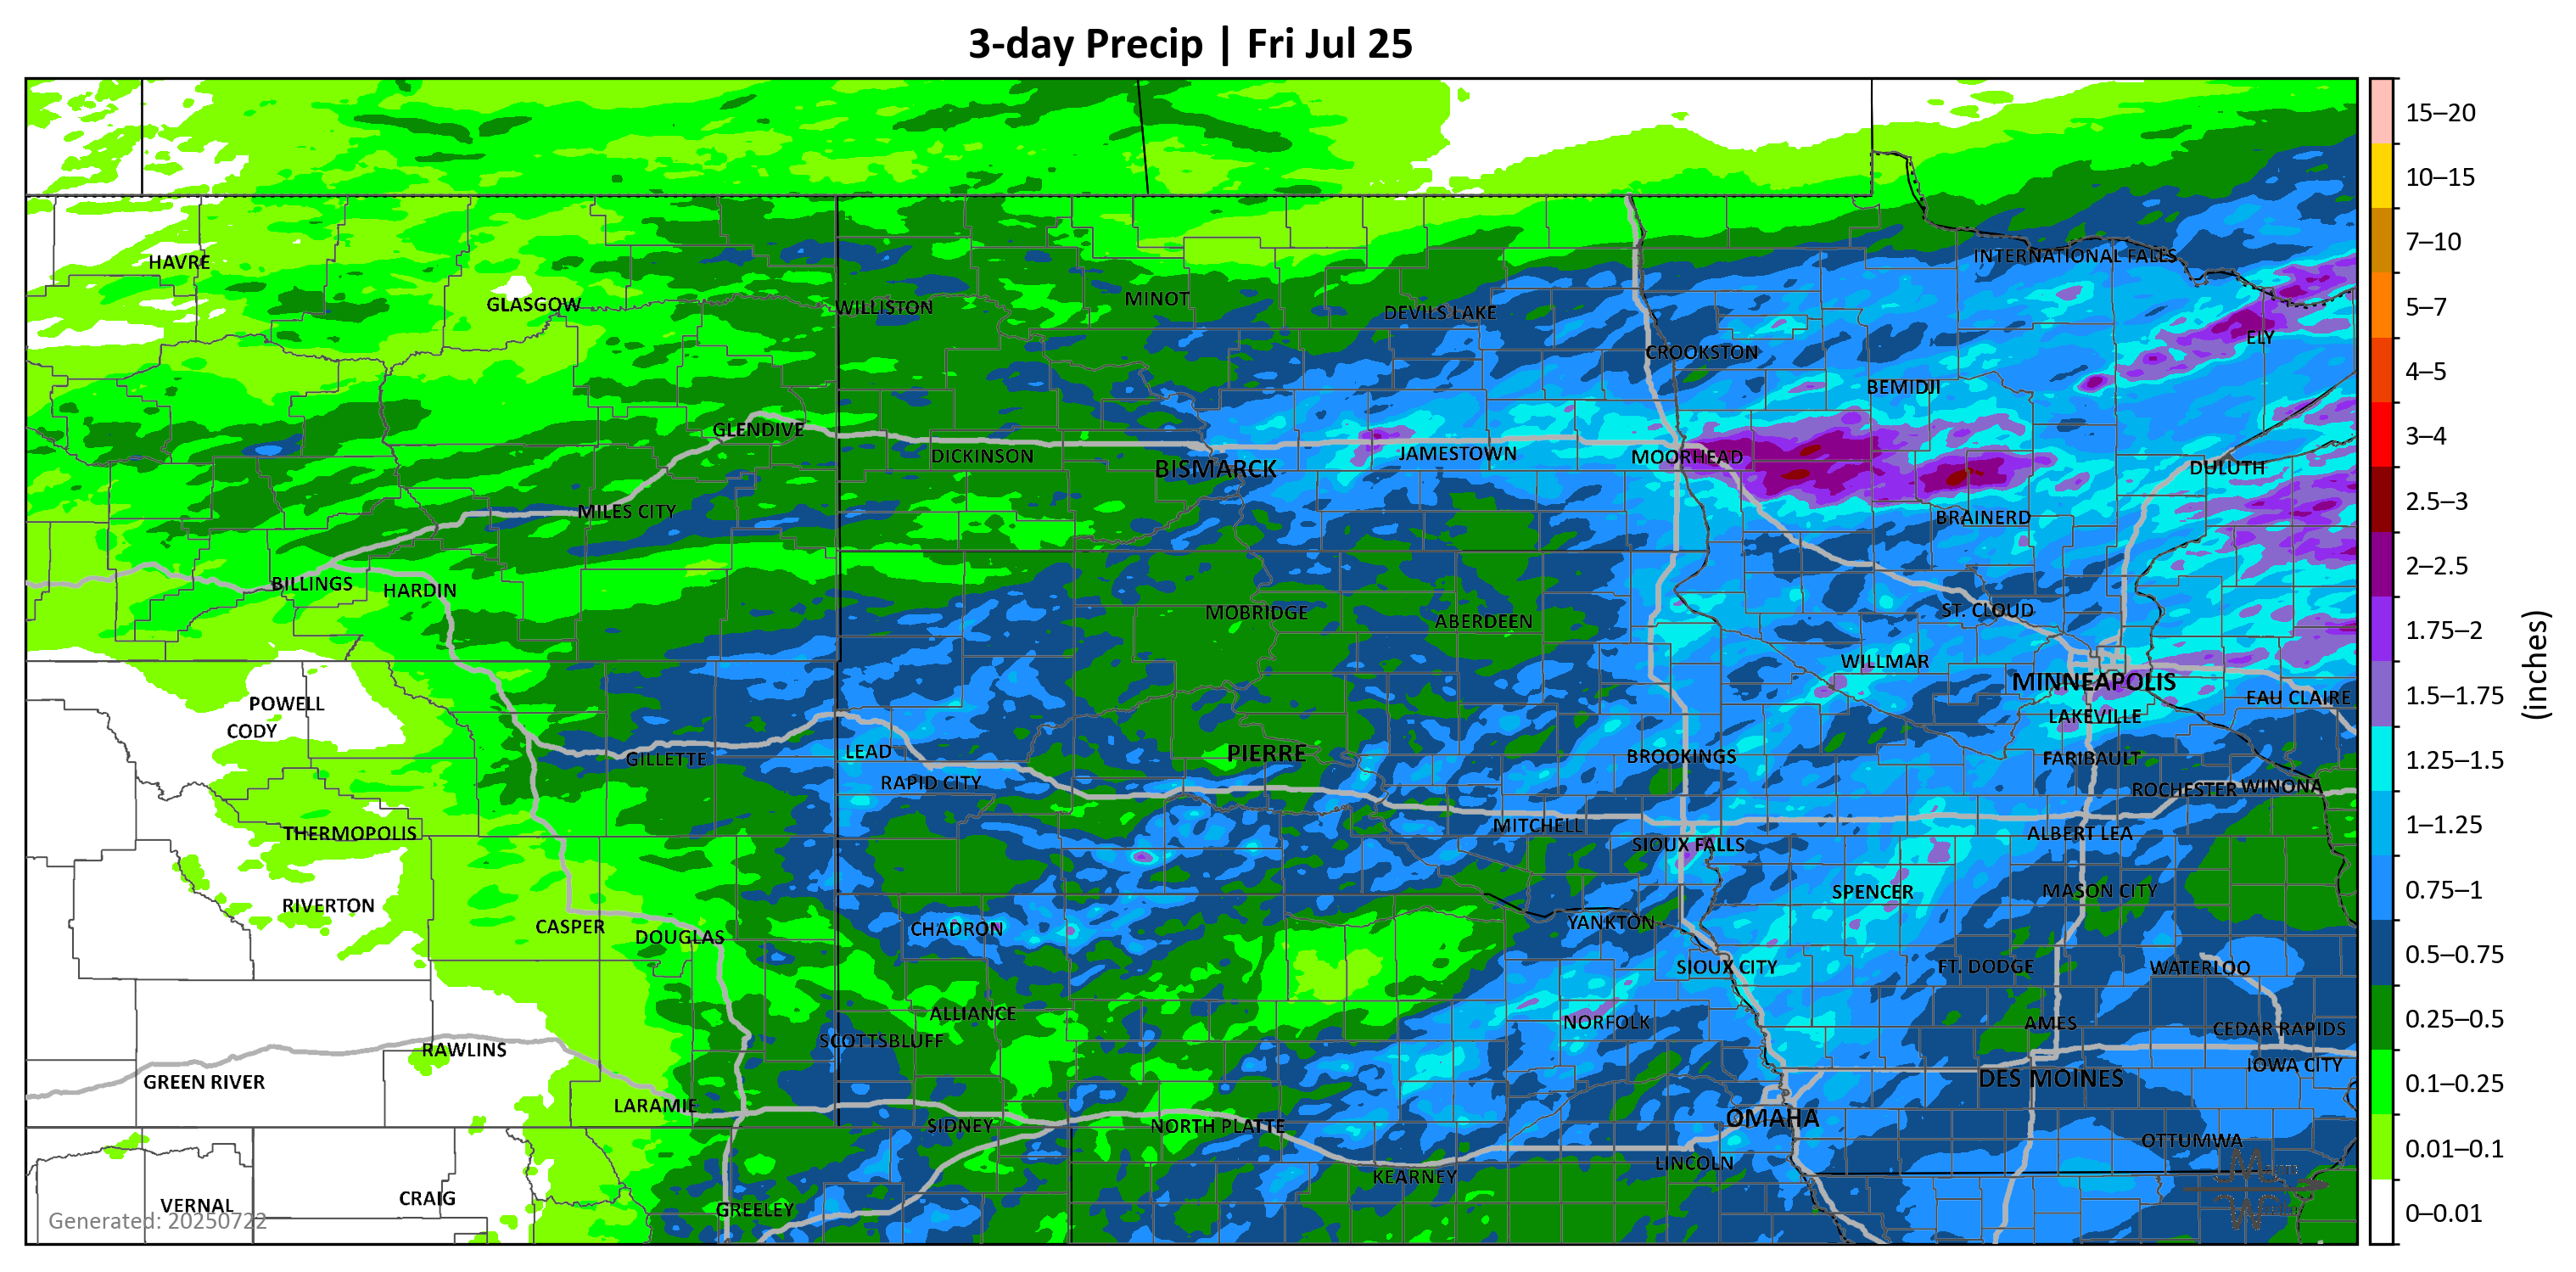 3-day Precip | Fri Jul 25
INTERNATIONAL FALLS
HAVRE
GLASGOW
WILLISTON
MINOT
DEVILS LAKE
ELY
CROOKSTON
BEMIDJI
GLENDIVE
DICKINSON
BISMARCK
JAMESTOWN
MOORHEAD
DULUTH
MILES CITY
BRAINERD
BILLINGS
HARDIN
MOBRIDGE
ABERDEEN
ST. CLOUD
WILLMAR
MINNEAPOLIS
EAU CLAIRE
POWELL
CODY
LAKEVILLE
GILLETTE
LEAD
PIERRE
BROOKINGS
FARIBAULT
RAPID CITY
ROCHESTER
WINONA
THERMOPOLIS
MITCHELL
SIOUX FALLS
ALBERT LEA
RIVERTON
SPENCER
MASON CITY
CASPER
DOUGLAS
CHADRON
YANKTON
SIOUX CITY
FT. DODGE
WATERLOO
ALLIANCE
SCOTTSBLUFF
NORFOLK
AMES
CEDAR RAPIDS
RAWLINS
GREEN RIVER
IOWA CITY
DES MOINES
LARAMIE
SIDNEY
NORTH PLATTE
OMAHA
OTTUMWA
KEARNEY
LINCOLN
VERNAL
CRAIG
GREELEY
Generated: 20250722
15–20
10–15
7–10
5–7
4–5
3–4
2.5–3
2–2.5
1.75–2
1.5–1.75
1.25–1.5
1–1.25
0.75–1
0.5–0.75
0.25–0.5
0.1–0.25
0.01–0.1
0–0.01
(inches)